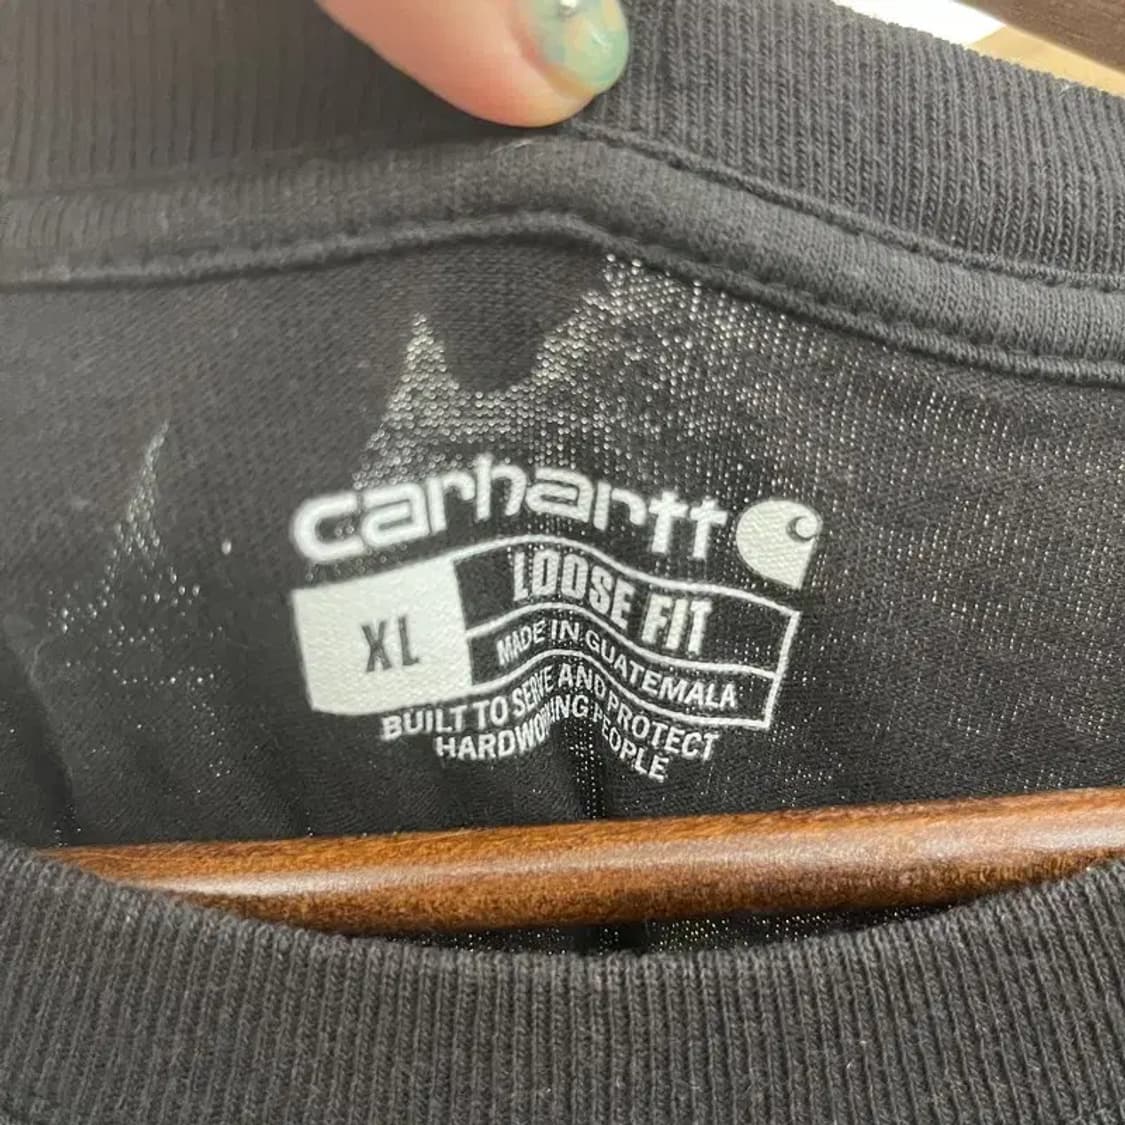 carhartt
XL
LOOSE FIT
MADE IN GUATEMALA
BUILT TO SERVE AND PROTECT
HARDWORKING PEOPLE